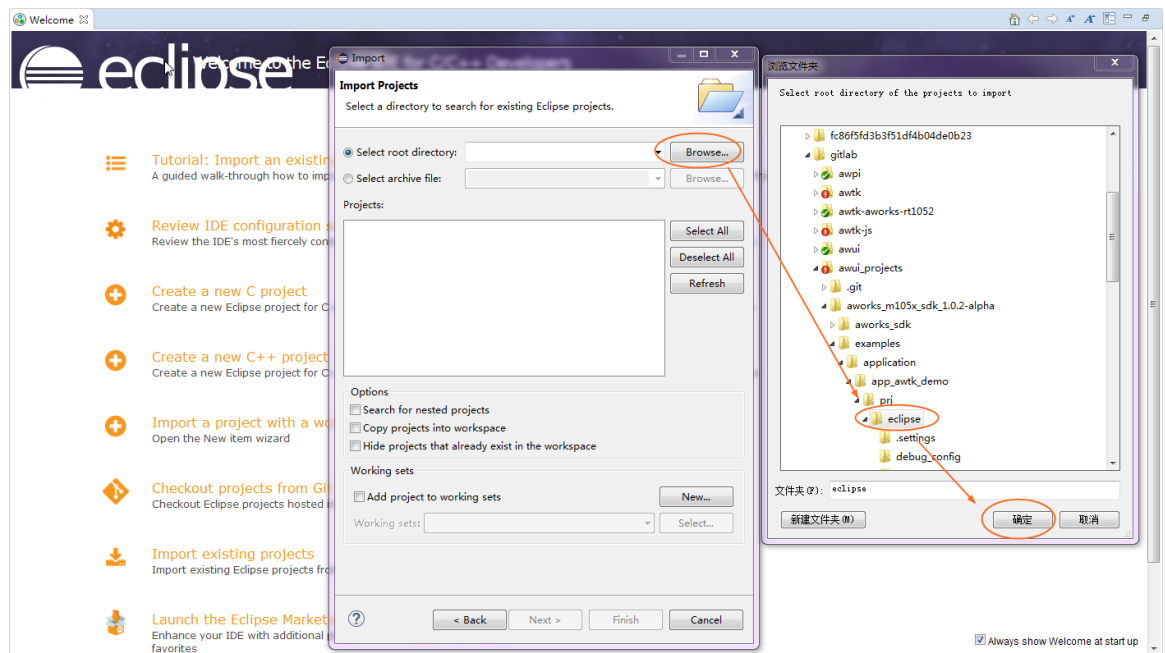 Welcome
eclipse
Welcome to the Ec
for C/C++ Developers
Tutorial: Import an existin
A guided walk-through how to imp
Review IDE configuration s
Review the IDE's most fiercely con
Create a new C project
Create a new Eclipse project for C
Create a new C++ project
Create a new Eclipse project for C
Import a project with a wo
Open the New item wizard
Checkout projects from Gi
Checkout Eclipse projects hosted i
Import existing projects
Import existing Eclipse projects fro
Launch the Eclipse Market
Enhance your IDE with additional p
favorites
Always show Welcome at start up
Import
Import Projects
Select a directory to search for existing Eclipse projects.
Select root directory:
Browse...
Select archive file:
Browse...
Projects:
Select All
Deselect All
Refresh
Options
Search for nested projects
Copy projects into workspace
Hide projects that already exist in the workspace
Working sets
Add project to working sets
New...
Working sets:
Select...
< Back
Next >
Finish
Cancel
浏览文件夹
Select root directory of the projects to import
fc86f5fd3b3f51df4b04de0b23
gitlab
awpi
awtk
awtk-aworks-rt1052
awtk-js
awui
awui_projects
.git
aworks_m105x_sdk_1.0.2-alpha
aworks_sdk
examples
application
app_awtk_demo
prj
eclipse
.settings
debug_config
文件夹(F):
eclipse
新建文件夹(M)
确定
取消